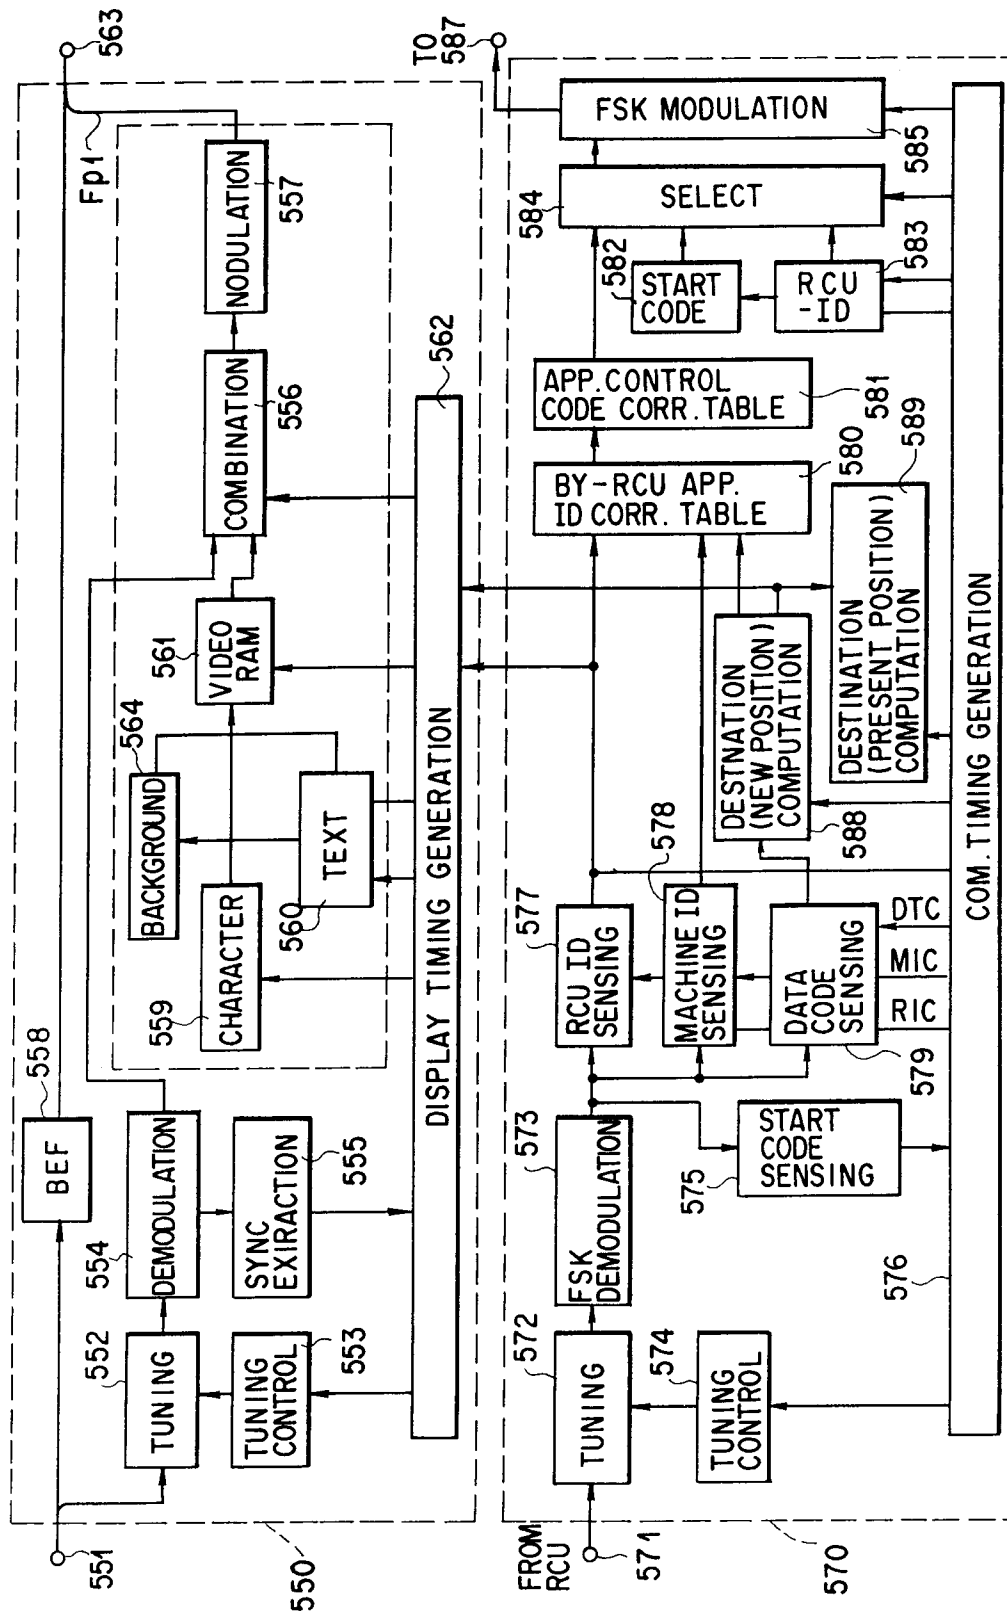 551
550
BEF
558
TUNING
552
TUNING
CONTROL
553
DEMODULATION
554
SYNC
EXIRACTION
555
CHARACTER
559
BACKGROUND
564
TEXT
560
VIDEO
RAM
561
COMBINATION
556
NODULATION
557
Fp1
563
DISPLAY TIMING GENERATION
562
FROM
RCU
571
570
TUNING
572
TUNING
CONTROL
574
FSK
DEMODULATION
573
START
CODE
SENSING
575
RCU ID
SENSING
577
MACHINE ID
SENSING
578
DATA
CODE
SENSING
579
RIC
MIC
DTC
DESTNATION
(NEW POSITION)
COMPUTATION
588
DESTINATION
(PRESENT POSITION)
COMPUTATION
589
BY-RCU APP.
ID CORR. TABLE
580
APP.CONTROL
CODE CORR.TABLE
581
START
CODE
582
RCU
-ID
583
SELECT
584
FSK MODULATION
585
TO
587
COM. TIMING GENERATION
576